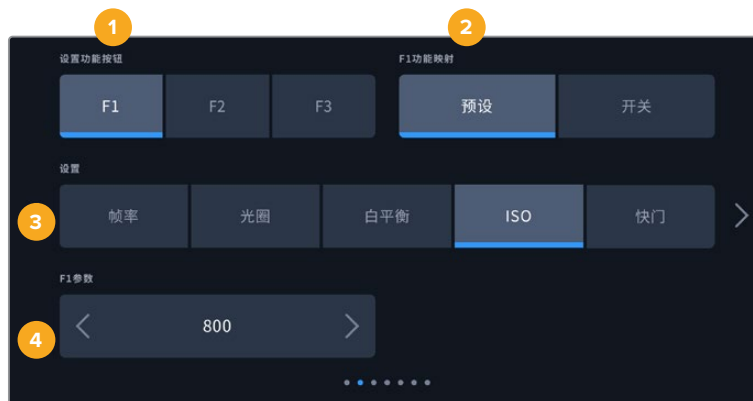 1 2
设置功能按钮 F1功能映射
F1 F2 F3 预设 开关
设置
3 帧率 光圈 白平衡 ISO 快门
F1参数
4 800